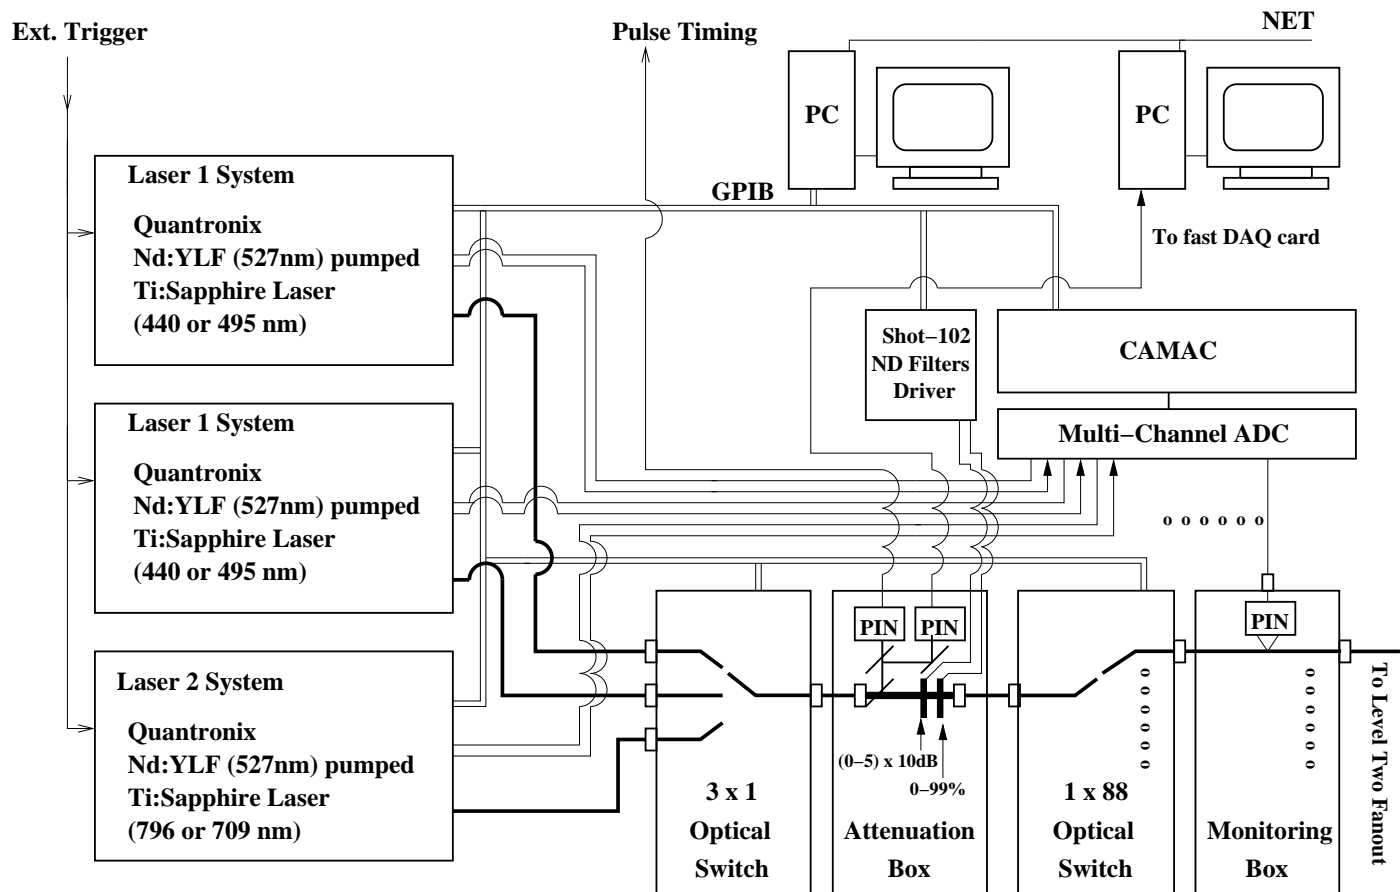 Ext. Trigger
Pulse Timing
NET
PC
PC
GPIB
To fast DAQ card
Laser 1 System
Quantronix
Nd:YLF (527nm) pumped
Ti:Sapphire Laser
(440 or 495 nm)
Shot−102
ND Filters
Driver
CAMAC
Multi−Channel ADC
Laser 1 System
Quantronix
Nd:YLF (527nm) pumped
Ti:Sapphire Laser
(440 or 495 nm)
o o o o o o
Laser 2 System
Quantronix
Nd:YLF (527nm) pumped
Ti:Sapphire Laser
(796 or 709 nm)
PIN
PIN
PIN
(0−5) x 10dB
0−99%
o o o o o o
o o o o o o
3 x 1
Optical
Switch
Attenuation
Box
1 x 88
Optical
Switch
Monitoring
Box
To Level Two Fanout